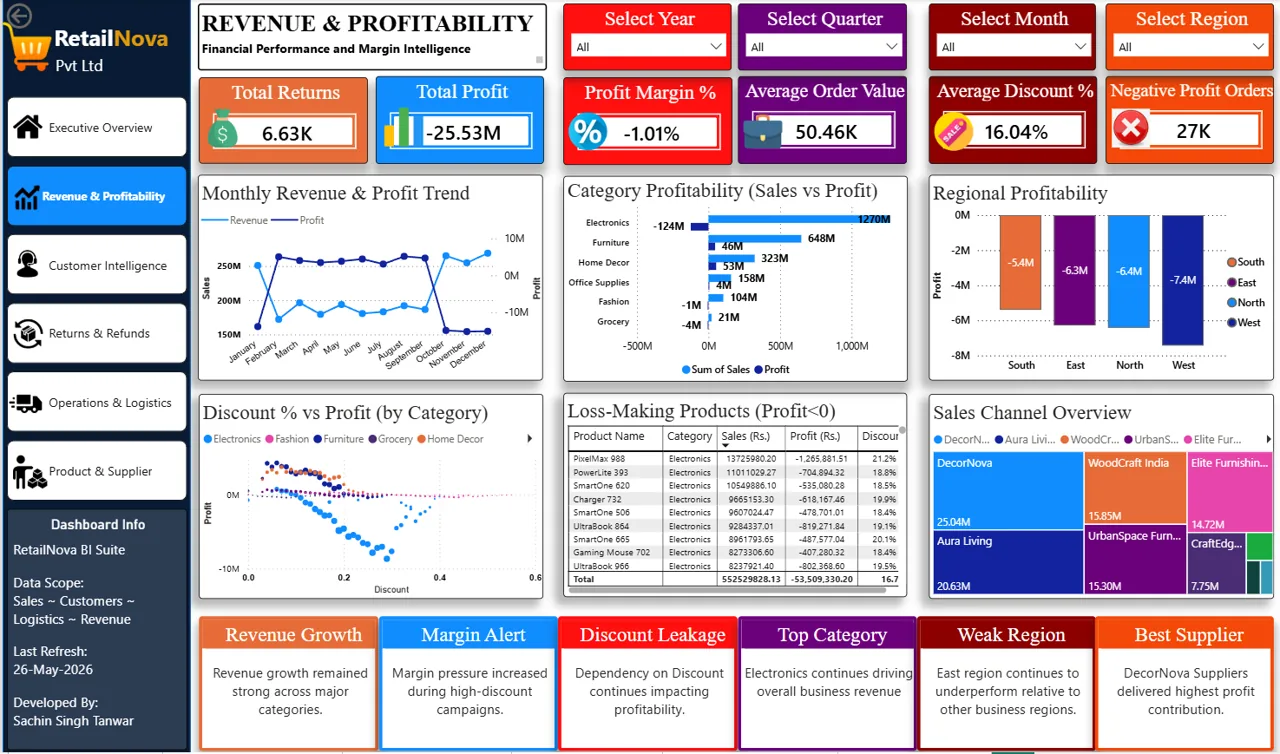 RetailNova
Pvt Ltd
Executive Overview
Revenue & Profitability
Customer Intelligence
Returns & Refunds
Operations & Logistics
Product & Supplier
Dashboard Info
RetailNova BI Suite
Data Scope:
Sales ~ Customers ~
Logistics ~ Revenue
Last Refresh:
26-May-2026
Developed By:
Sachin Singh Tanwar
REVENUE & PROFITABILITY
Financial Performance and Margin Intelligence
Select Year
All
Select Quarter
All
Select Month
All
Select Region
All
Total Returns
$
6.63K
Total Profit
-25.53M
Profit Margin %
%
-1.01%
Average Order Value
50.46K
Average Discount %
SALE
16.04%
Negative Profit Orders
27K
Monthly Revenue & Profit Trend
Revenue Profit
Sales
250M
200M
150M
10M
0M
-10M
Profit
January February March April May June July August September October November December
Category Profitability (Sales vs Profit)
Electronics -124M 1270M
Furniture 648M 46M
Home Decor 323M 53M
Office Supplies 158M 4M
Fashion 104M -1M
Grocery 21M -4M
-500M 0M 500M 1,000M
Sum of Sales Profit
Regional Profitability
Profit
0M
-2M
-4M
-6M
-8M
-5.4M -6.3M -6.4M -7.4M
South East North West
South
East
North
West
Discount % vs Profit (by Category)
Electronics Fashion Furniture Grocery Home Decor
Profit
0M
-10M
0.0 0.2 0.4 0.6
Discount
Loss-Making Products (Profit<0)
Product Name Category Sales (Rs.) Profit (Rs.) Discour
PixelMax 988 Electronics 13725980.20 -1,265,881.51 21.2%
PowerLite 393 Electronics 11011029.27 -704,894.32 18.8%
SmartOne 620 Electronics 10549886.10 -535,080.28 18.5%
Charger 732 Electronics 9665153.30 -618,167.46 19.9%
SmartOne 506 Electronics 9607024.47 -478,701.01 18.4%
UltraBook 864 Electronics 9284337.01 -819,271.84 19.1%
SmartOne 665 Electronics 8961793.65 -487,577.04 20.1%
Gaming Mouse 702 Electronics 8273306.60 -407,280.32 18.4%
UltraBook 966 Electronics 8237921.40 -802,368.60 19.5%
Total 552529828.13 -53,509,330.20 16.7
Sales Channel Overview
DecorN... Aura Livi... WoodCr... UrbanS... Elite Fur...
DecorNova
25.04M
Aura Living
20.63M
WoodCraft India
15.85M
UrbanSpace Furn...
15.30M
Elite Furnishin...
14.72M
CraftEdg...
7.75M
Revenue Growth
Revenue growth remained
strong across major
categories.
Margin Alert
Margin pressure increased
during high-discount
campaigns.
Discount Leakage
Dependency on Discount
continues impacting
profitability.
Top Category
Electronics continues driving
overall business revenue
Weak Region
East region continues to
underperform relative to
other business regions.
Best Supplier
DecorNova Suppliers
delivered highest profit
contribution.